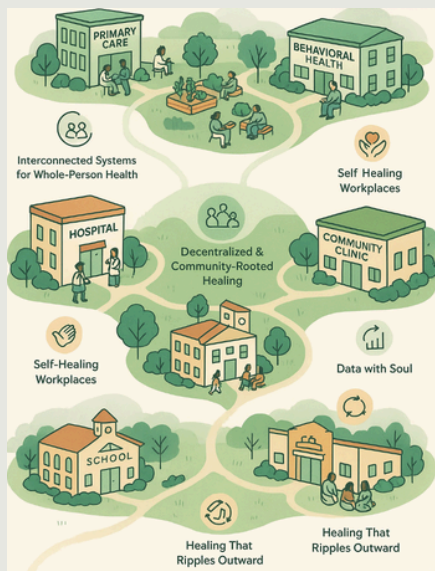 PRIMARY
CARE
BEHAVIORAL
HEALTH
Interconnected Systems
for Whole-Person Health
Self Healing
Workplaces
HOSPITAL
Decentralized &
Community-Rooted
Healing
COMMUNITY
CLINIC
Self-Healing
Workplaces
Data with Soul
SCHOOL
Healing That
Ripples Outward
Healing That
Ripples Outward